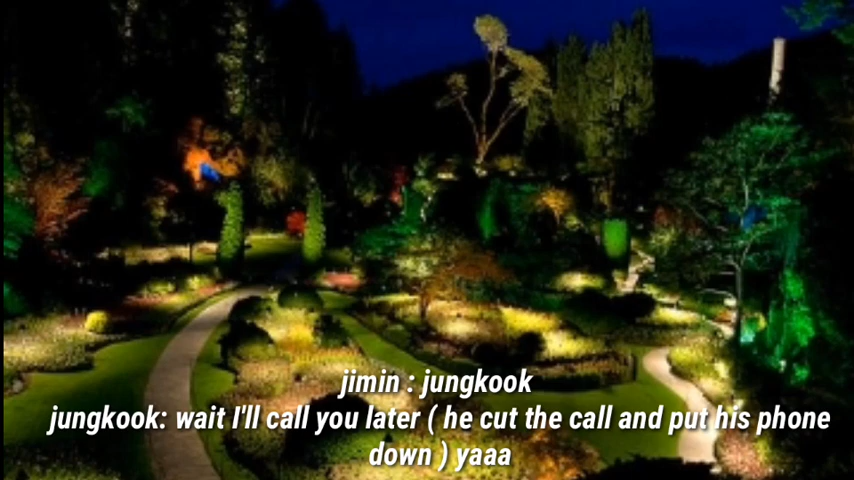 jimin : jungkook
jungkook: wait I'll call you later ( he cut the call and put his phone
down ) yaaa